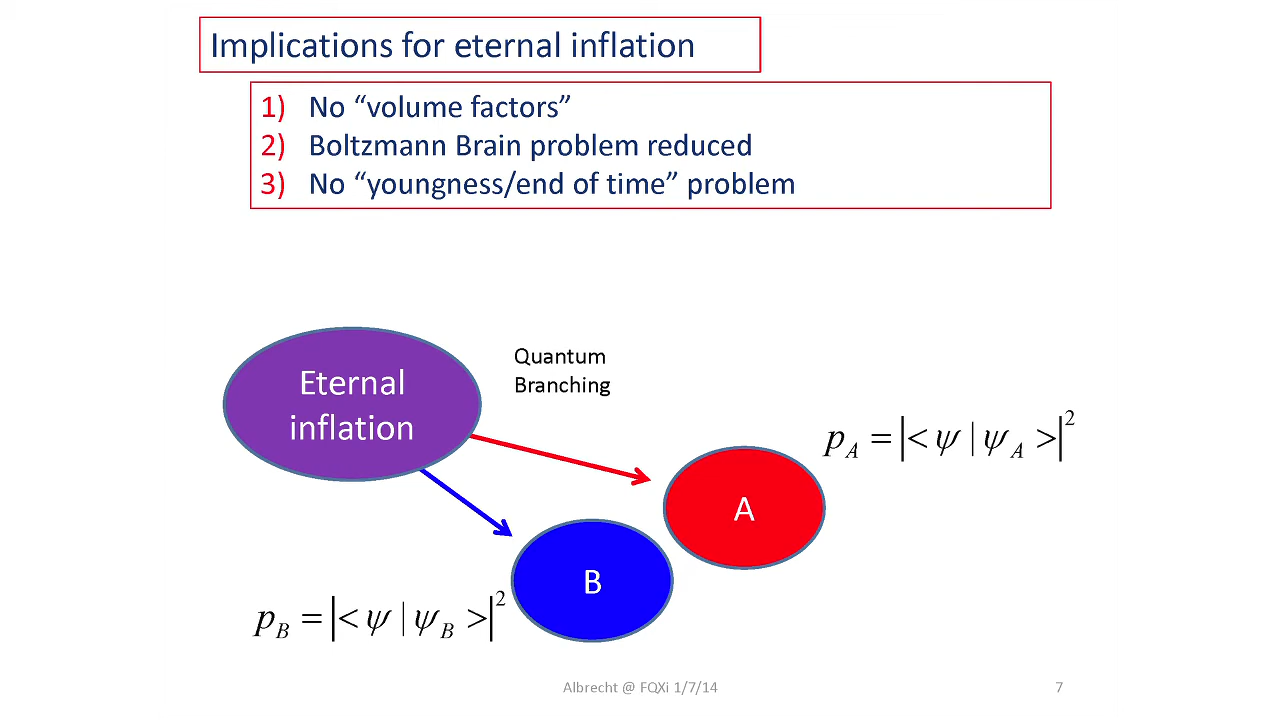 Implications for eternal inflation
1) No “volume factors”
2) Boltzmann Brain problem reduced
3) No “youngness/end of time” problem
Eternal
inflation
Quantum
Branching
p_A = |< ψ | ψ_A >|^2
A
B
p_B = |< ψ | ψ_B >|^2
Albrecht @ FQXi 1/7/14
7